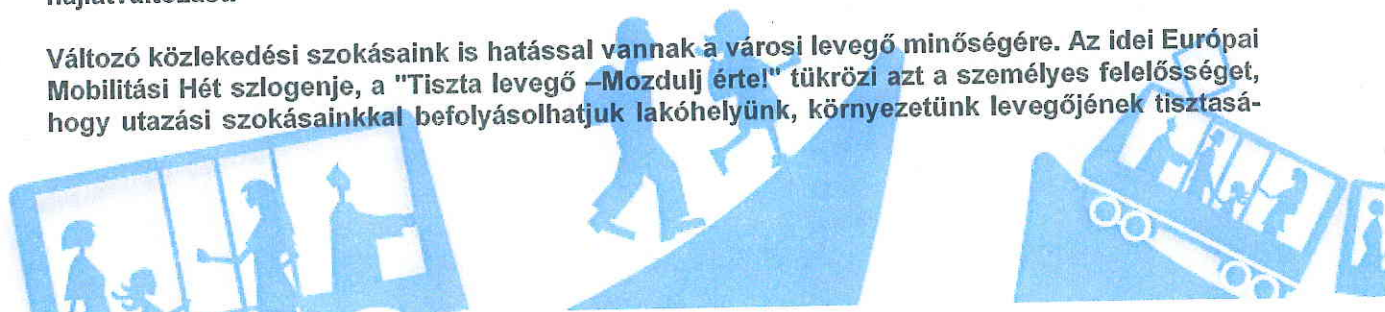 Változó közlekedési szokásaink is hatással vannak a városi levegő minőségére. Az idei Európai
Mobilitási Hét szlogenje, a "Tiszta levegő –Mozdulj érte!" tükrözi azt a személyes felelősséget,
hogy utazási szokásainkkal befolyásolhatjuk lakóhelyünk, környezetünk levegőjének tisztasá-